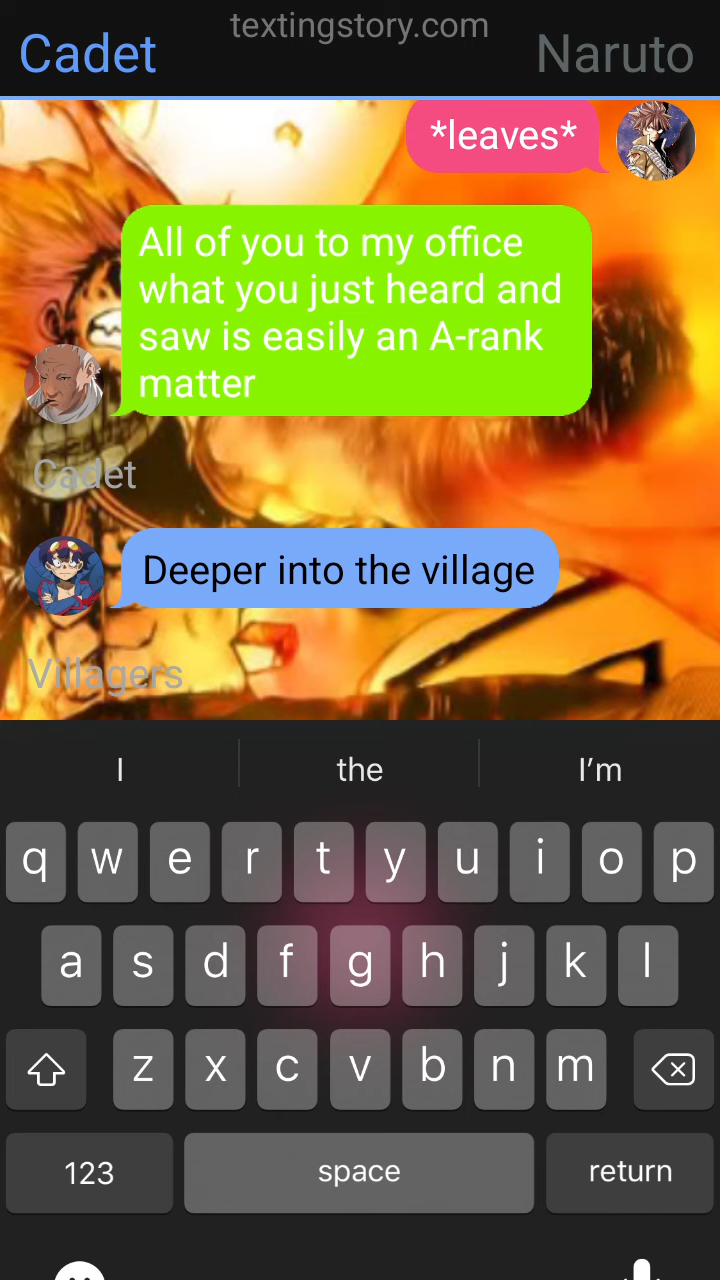 textingstory.com
Cadet
Naruto
*leaves*
All of you to my office
what you just heard and
saw is easily an A-rank
matter
Cadet
Deeper into the village
Villagers
I the I'm
q w e r t y u i o p
a s d f g h j k l
z x c v b n m
123 space return